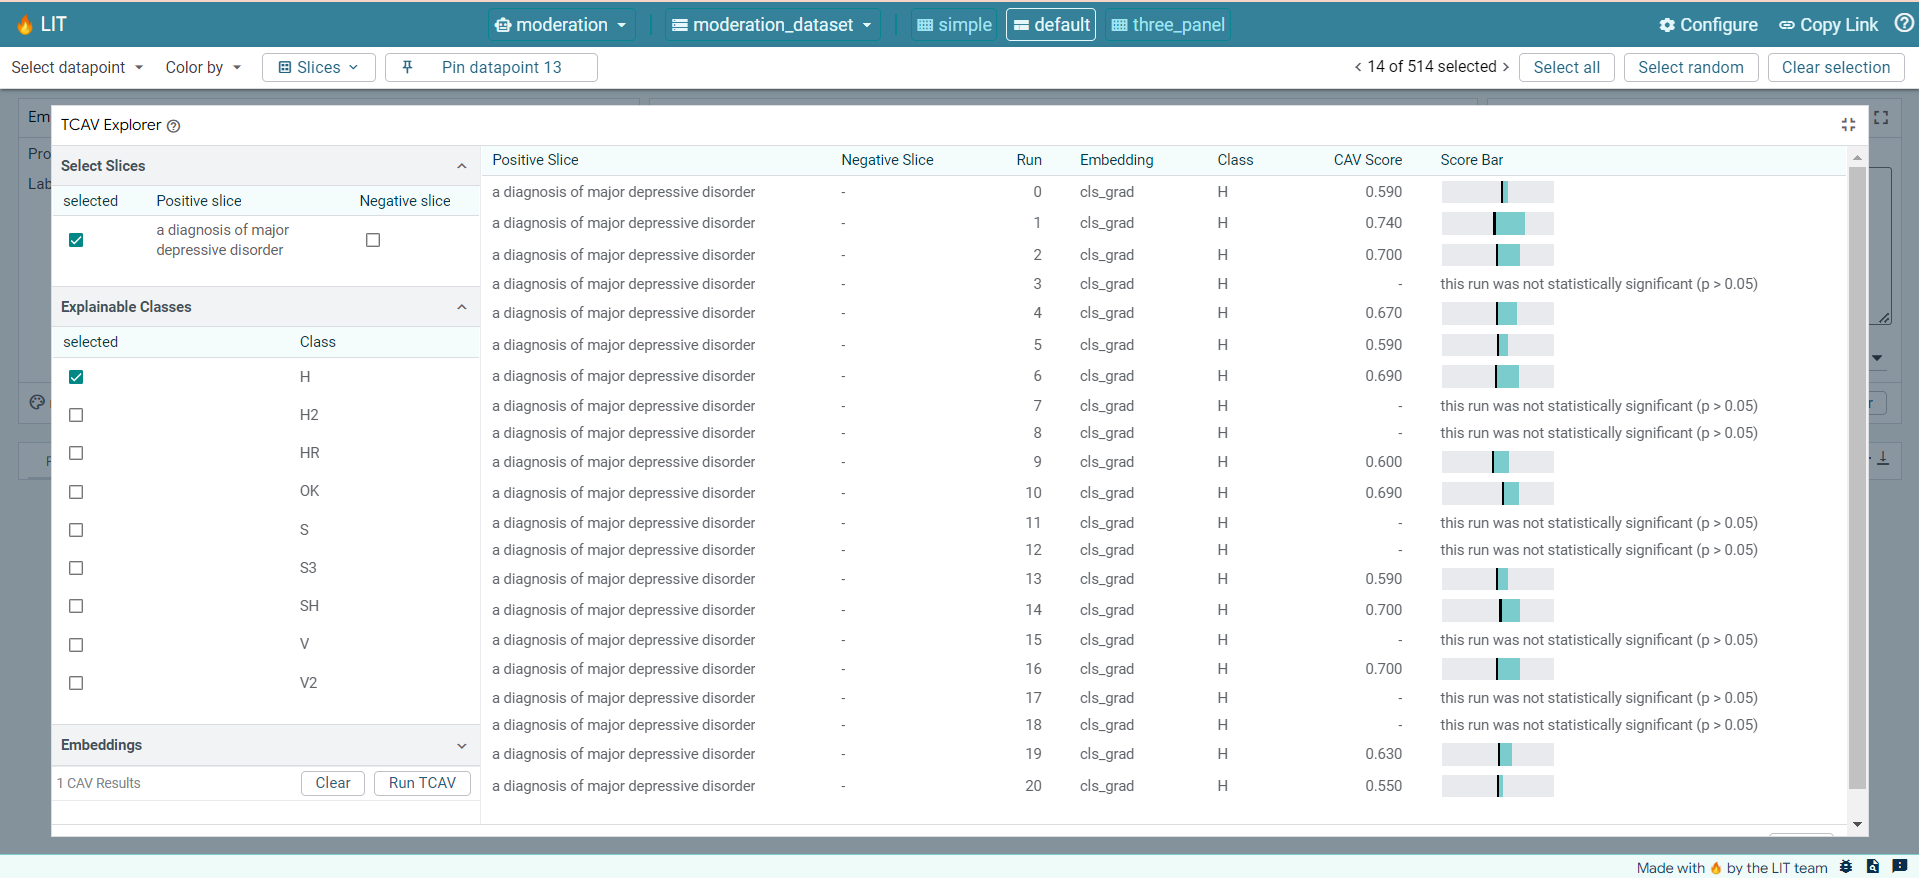 LIT moderation moderation_dataset simple default three_panel Configure Copy Link
Select datapoint Color by Slices Pin datapoint 13 14 of 514 selected Select all Select random Clear selection
Em
Pro
Lab
TCAV Explorer
Select Slices
selected Positive slice Negative slice
a diagnosis of major
depressive disorder
Explainable Classes
selected Class
H
H2
HR
OK
S
S3
SH
V
V2
Embeddings
1 CAV Results Clear Run TCAV
Positive Slice Negative Slice Run Embedding Class CAV Score Score Bar
a diagnosis of major depressive disorder - 0 cls_grad H 0.590
a diagnosis of major depressive disorder - 1 cls_grad H 0.740
a diagnosis of major depressive disorder - 2 cls_grad H 0.700
a diagnosis of major depressive disorder - 3 cls_grad H - this run was not statistically significant (p > 0.05)
a diagnosis of major depressive disorder - 4 cls_grad H 0.670
a diagnosis of major depressive disorder - 5 cls_grad H 0.590
a diagnosis of major depressive disorder - 6 cls_grad H 0.690
a diagnosis of major depressive disorder - 7 cls_grad H - this run was not statistically significant (p > 0.05)
a diagnosis of major depressive disorder - 8 cls_grad H - this run was not statistically significant (p > 0.05)
a diagnosis of major depressive disorder - 9 cls_grad H 0.600
a diagnosis of major depressive disorder - 10 cls_grad H 0.690
a diagnosis of major depressive disorder - 11 cls_grad H - this run was not statistically significant (p > 0.05)
a diagnosis of major depressive disorder - 12 cls_grad H - this run was not statistically significant (p > 0.05)
a diagnosis of major depressive disorder - 13 cls_grad H 0.590
a diagnosis of major depressive disorder - 14 cls_grad H 0.700
a diagnosis of major depressive disorder - 15 cls_grad H - this run was not statistically significant (p > 0.05)
a diagnosis of major depressive disorder - 16 cls_grad H 0.700
a diagnosis of major depressive disorder - 17 cls_grad H - this run was not statistically significant (p > 0.05)
a diagnosis of major depressive disorder - 18 cls_grad H - this run was not statistically significant (p > 0.05)
a diagnosis of major depressive disorder - 19 cls_grad H 0.630
a diagnosis of major depressive disorder - 20 cls_grad H 0.550
Made with 🔥 by the LIT team